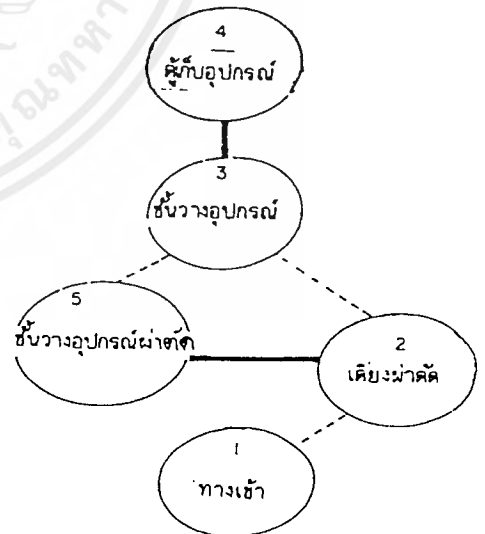 4
ตู้เก็บอุปกรณ์
3
ชั้นวางอุปกรณ์
5
ชั้นวางอุปกรณ์ผ่าตัด
2
เตียงผ่าตัด
1
ทางเข้า